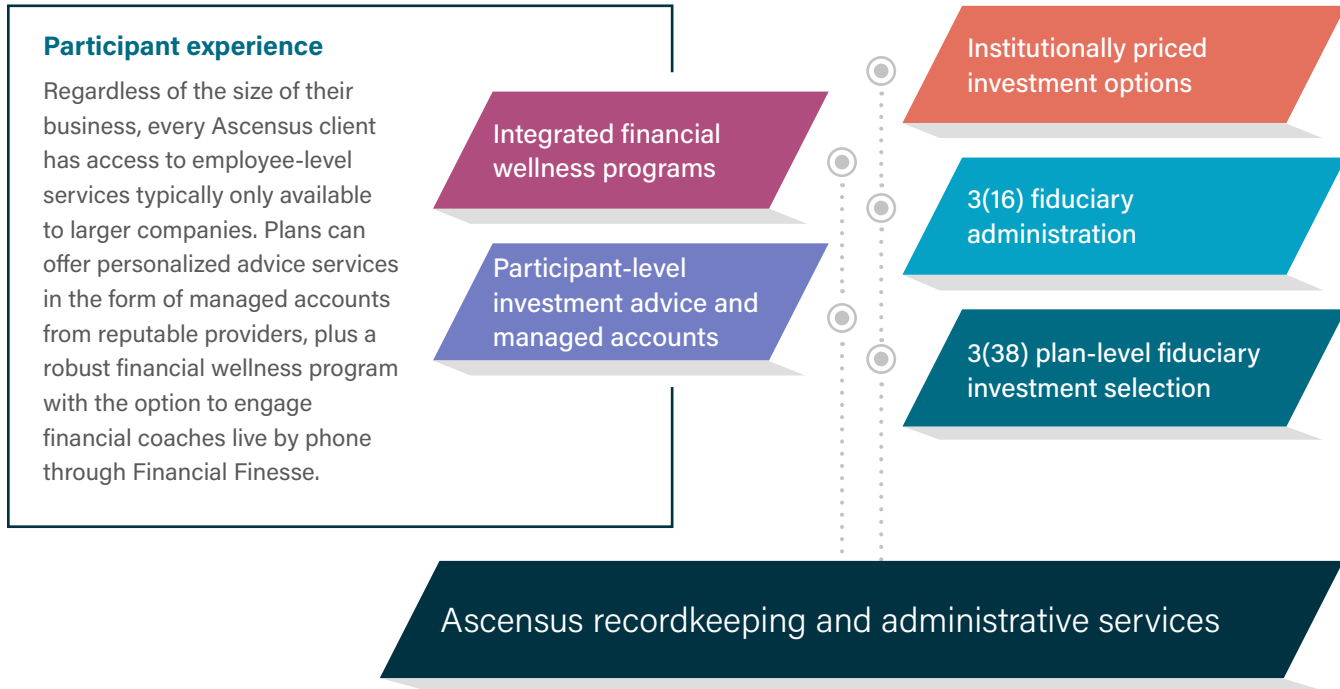 Participant experience
Regardless of the size of their
business, every Ascensus client
has access to employee-level
services typically only available
to larger companies. Plans can
offer personalized advice services
in the form of managed accounts
from reputable providers, plus a
robust financial wellness program
with the option to engage
financial coaches live by phone
through Financial Finesse.
Integrated financial
wellness programs
Participant-level
investment advice and
managed accounts
Institutionally priced
investment options
3(16) fiduciary
administration
3(38) plan-level fiduciary
investment selection
Ascensus recordkeeping and administrative services